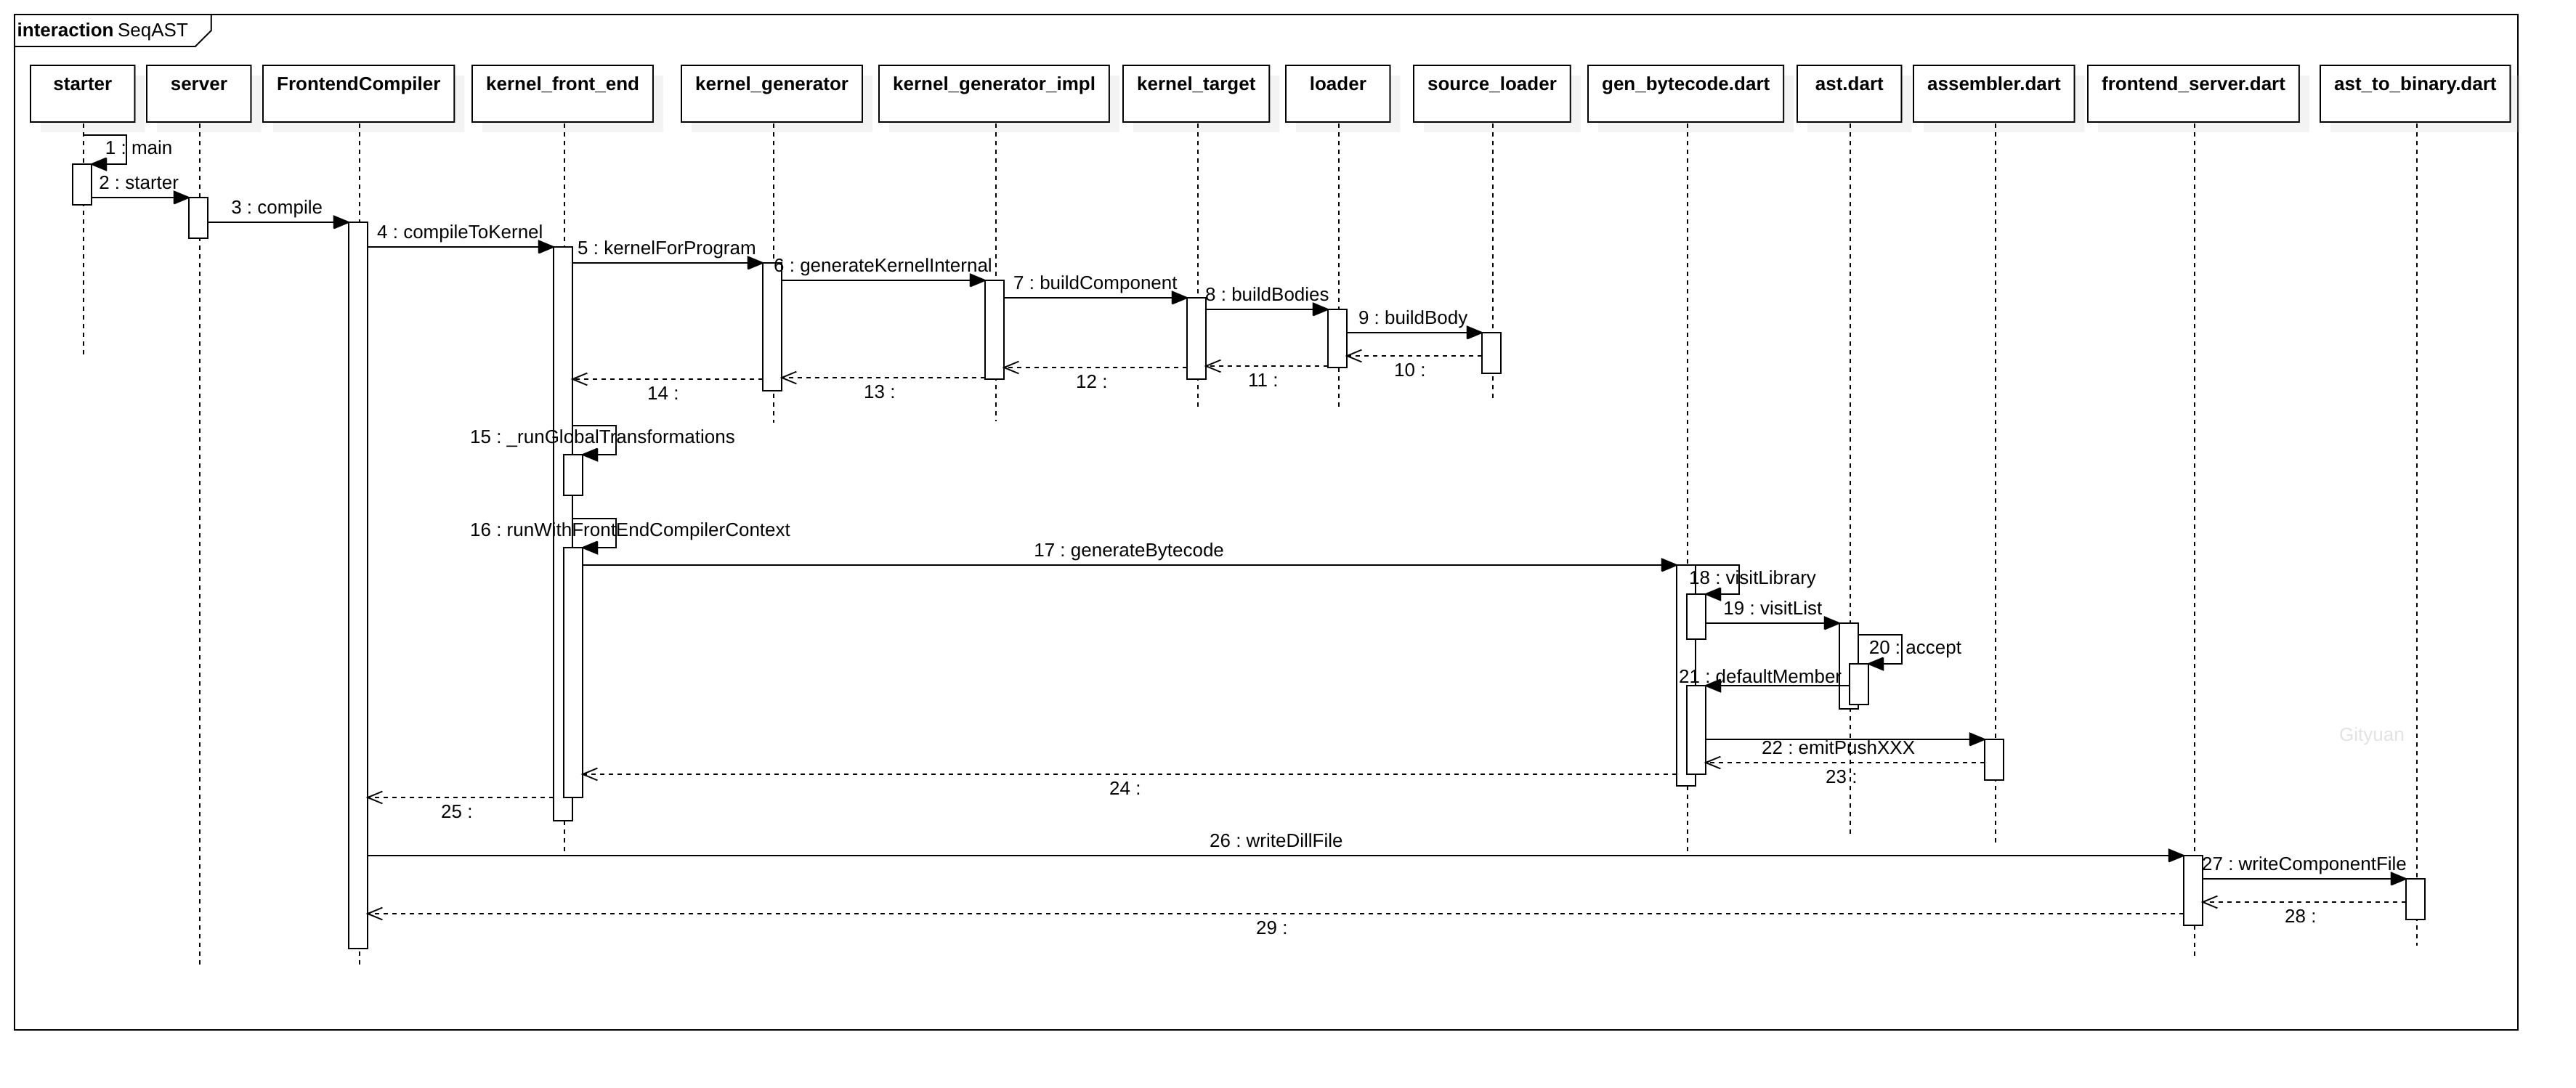 interaction SeqAST
starter
server
FrontendCompiler
kernel_front_end
kernel_generator
kernel_generator_impl
kernel_target
loader
source_loader
gen_bytecode.dart
ast.dart
assembler.dart
frontend_server.dart
ast_to_binary.dart
1 : main
2 : starter
3 : compile
4 : compileToKernel
5 : kernelForProgram
6 : generateKernelInternal
7 : buildComponent
8 : buildBodies
9 : buildBody
10 :
11 :
12 :
13 :
14 :
15 : _runGlobalTransformations
16 : runWithFrontEndCompilerContext
17 : generateBytecode
18 : visitLibrary
19 : visitList
20 : accept
21 : defaultMember
22 : emitPushXXX
23 :
24 :
25 :
26 : writeDillFile
27 : writeComponentFile
28 :
29 :
Gityuan